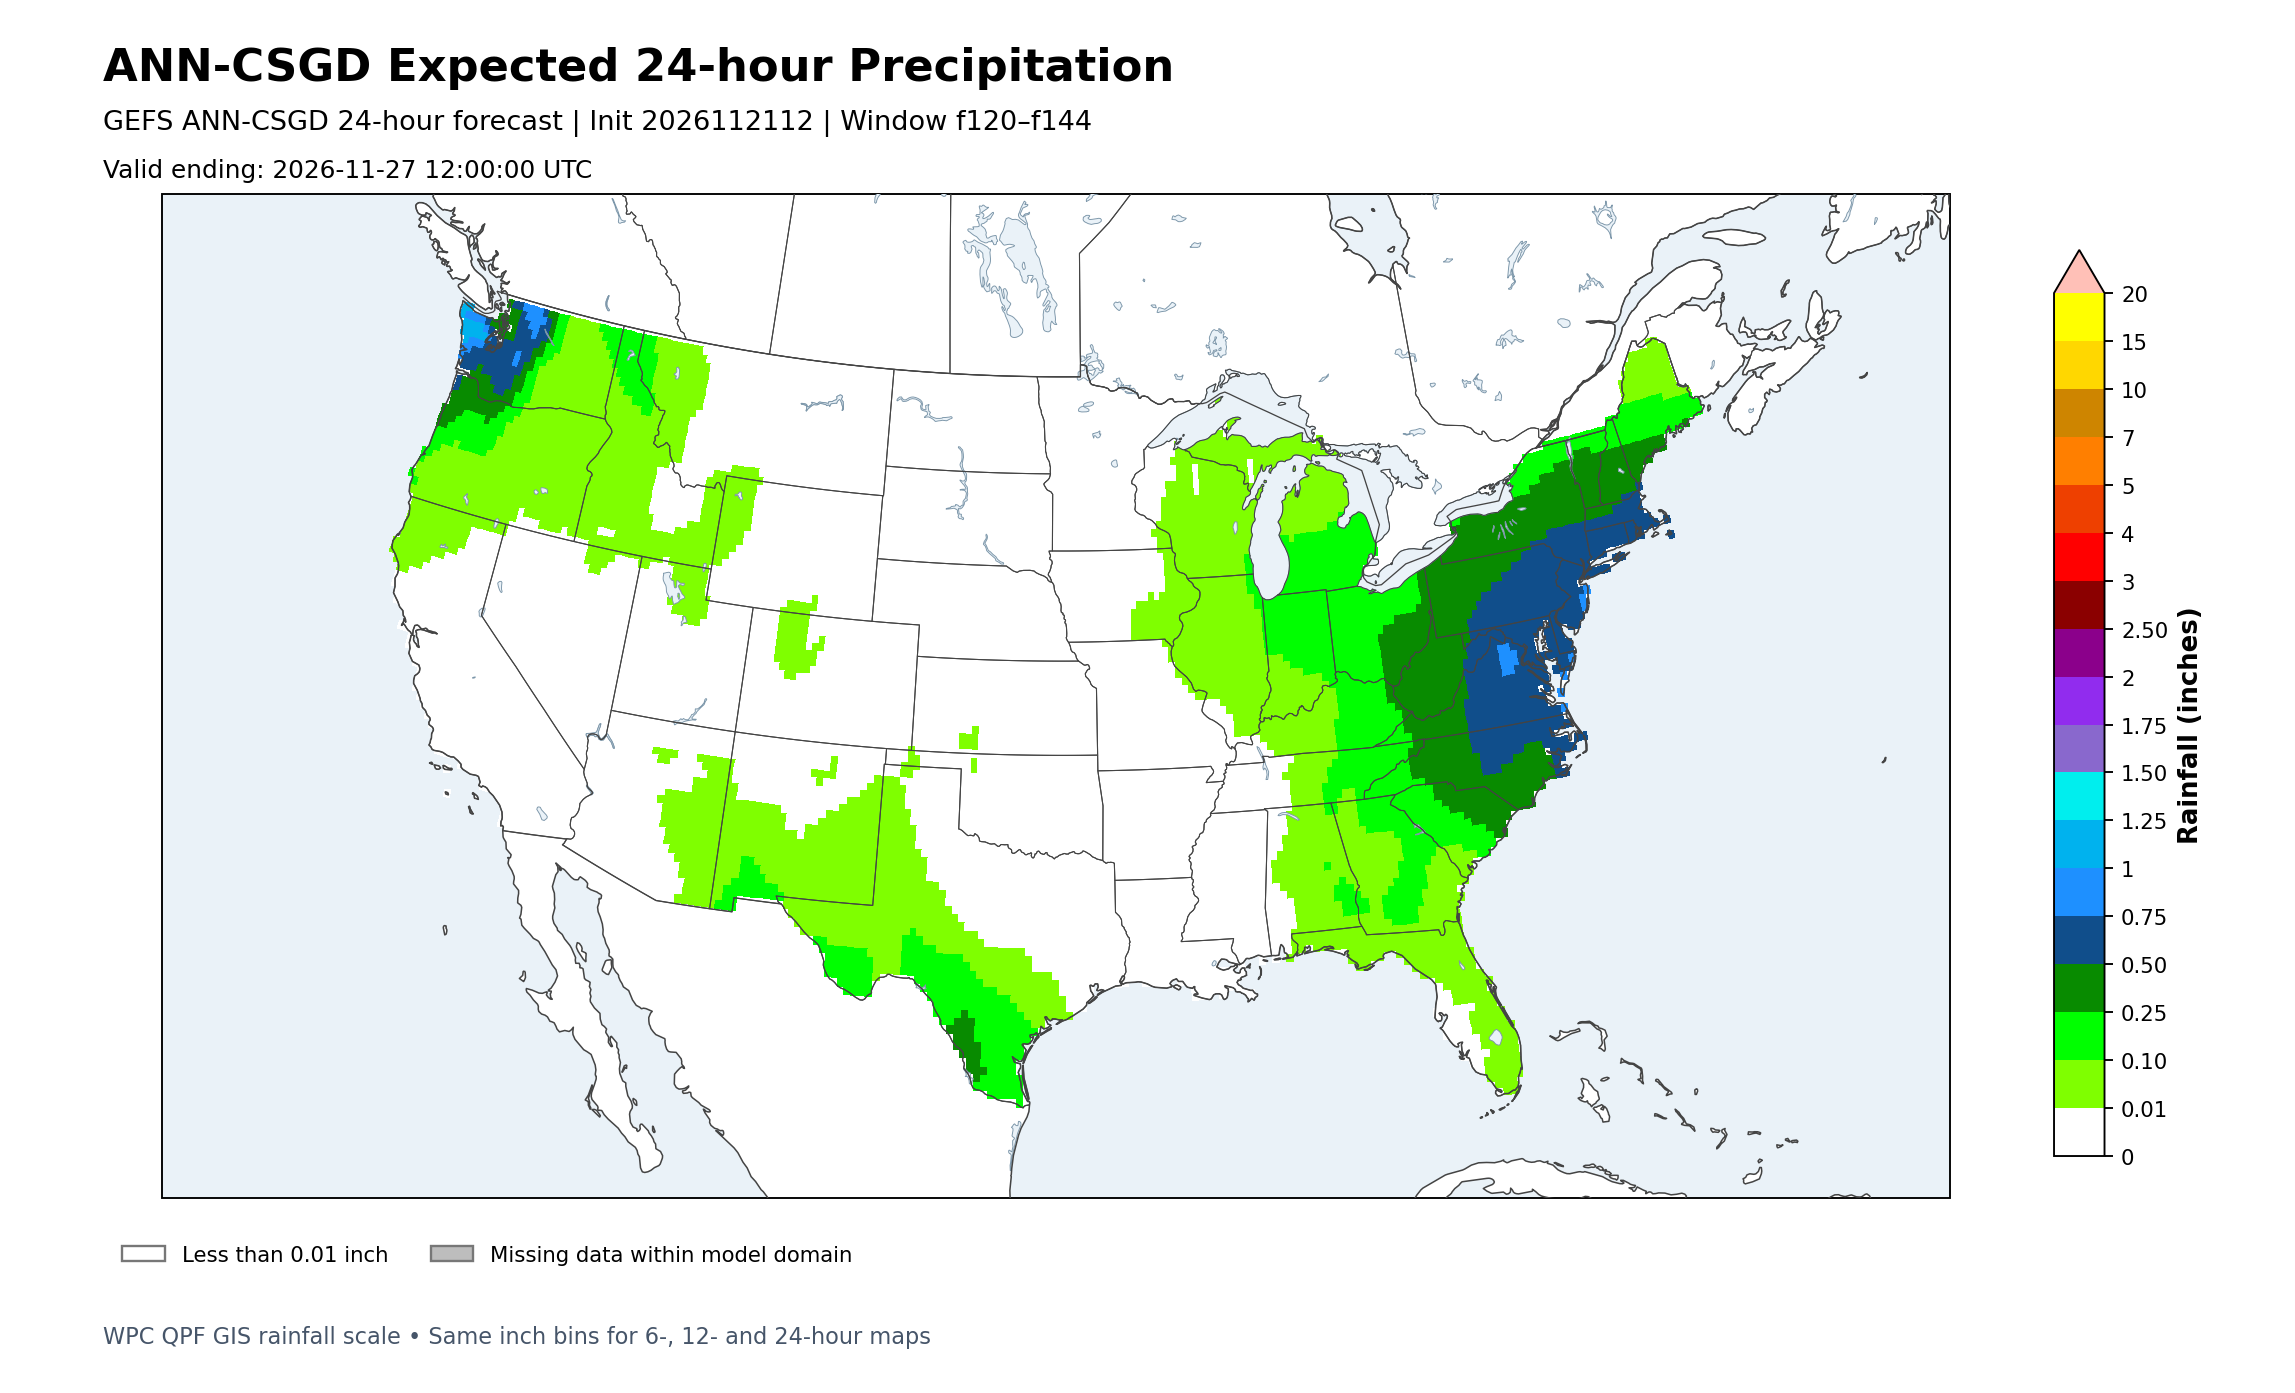 ANN-CSGD Expected 24-hour Precipitation
GEFS ANN-CSGD 24-hour forecast | Init 2026112112 | Window f120–f144
Valid ending: 2026-11-27 12:00:00 UTC
20
15
10
7
5
4
3
2.50
2
1.75
1.50
1.25
1
0.75
0.50
0.25
0.10
0.01
0
Rainfall (inches)
Less than 0.01 inch
Missing data within model domain
WPC QPF GIS rainfall scale • Same inch bins for 6-, 12- and 24-hour maps